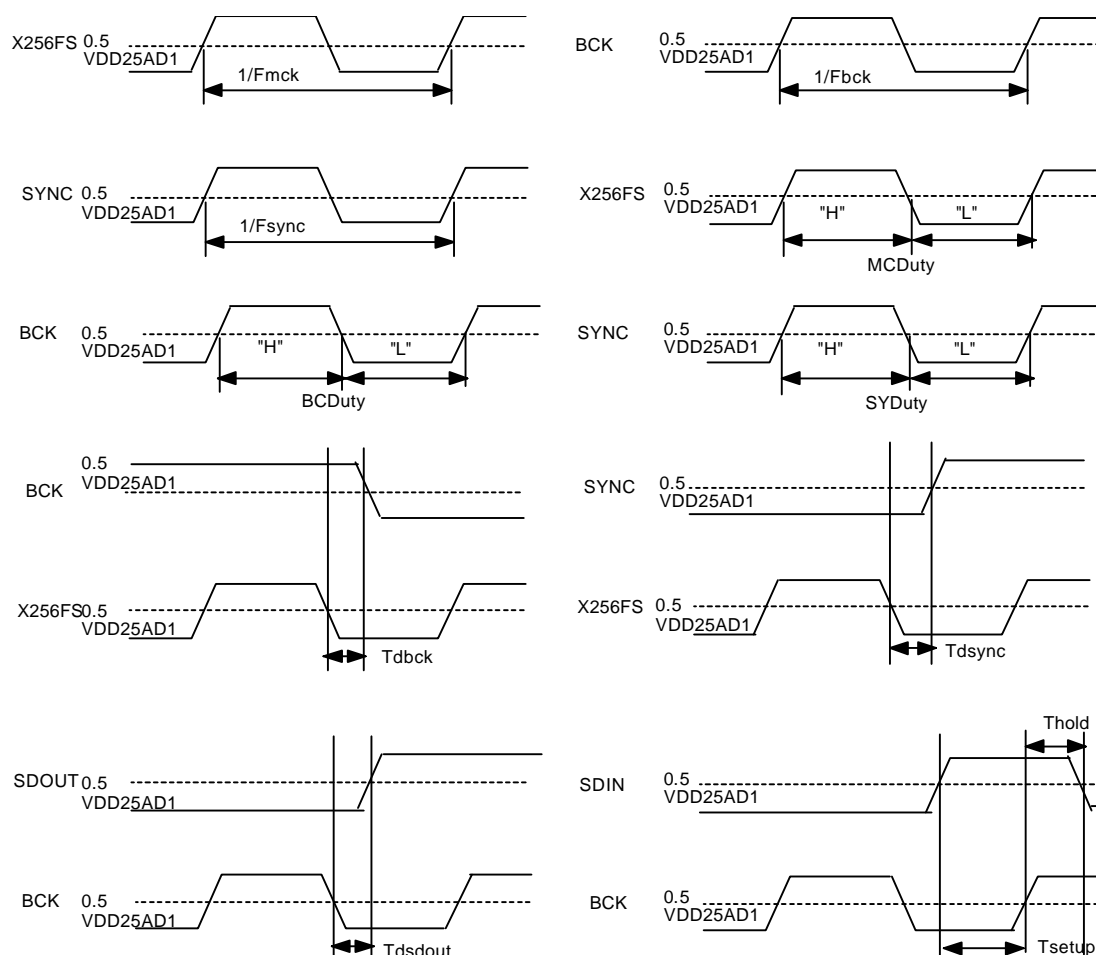 X256FS 0.5
VDD25AD1
1/Fmck
BCK 0.5
VDD25AD1
1/Fbck
SYNC 0.5
VDD25AD1
1/Fsync
X256FS 0.5
VDD25AD1
"H" "L"
MCDuty
BCK 0.5
VDD25AD1
"H" "L"
BCDuty
SYNC 0.5
VDD25AD1
"H" "L"
SYDuty
0.5
VDD25AD1
BCK
X256FS 0.5
VDD25AD1
Tdbck
SYNC 0.5
VDD25AD1
X256FS 0.5
VDD25AD1
Tdsync
SDOUT 0.5
VDD25AD1
BCK 0.5
VDD25AD1
Tdsdout
Thold
SDIN 0.5
VDD25AD1
BCK 0.5
VDD25AD1
Tsetup